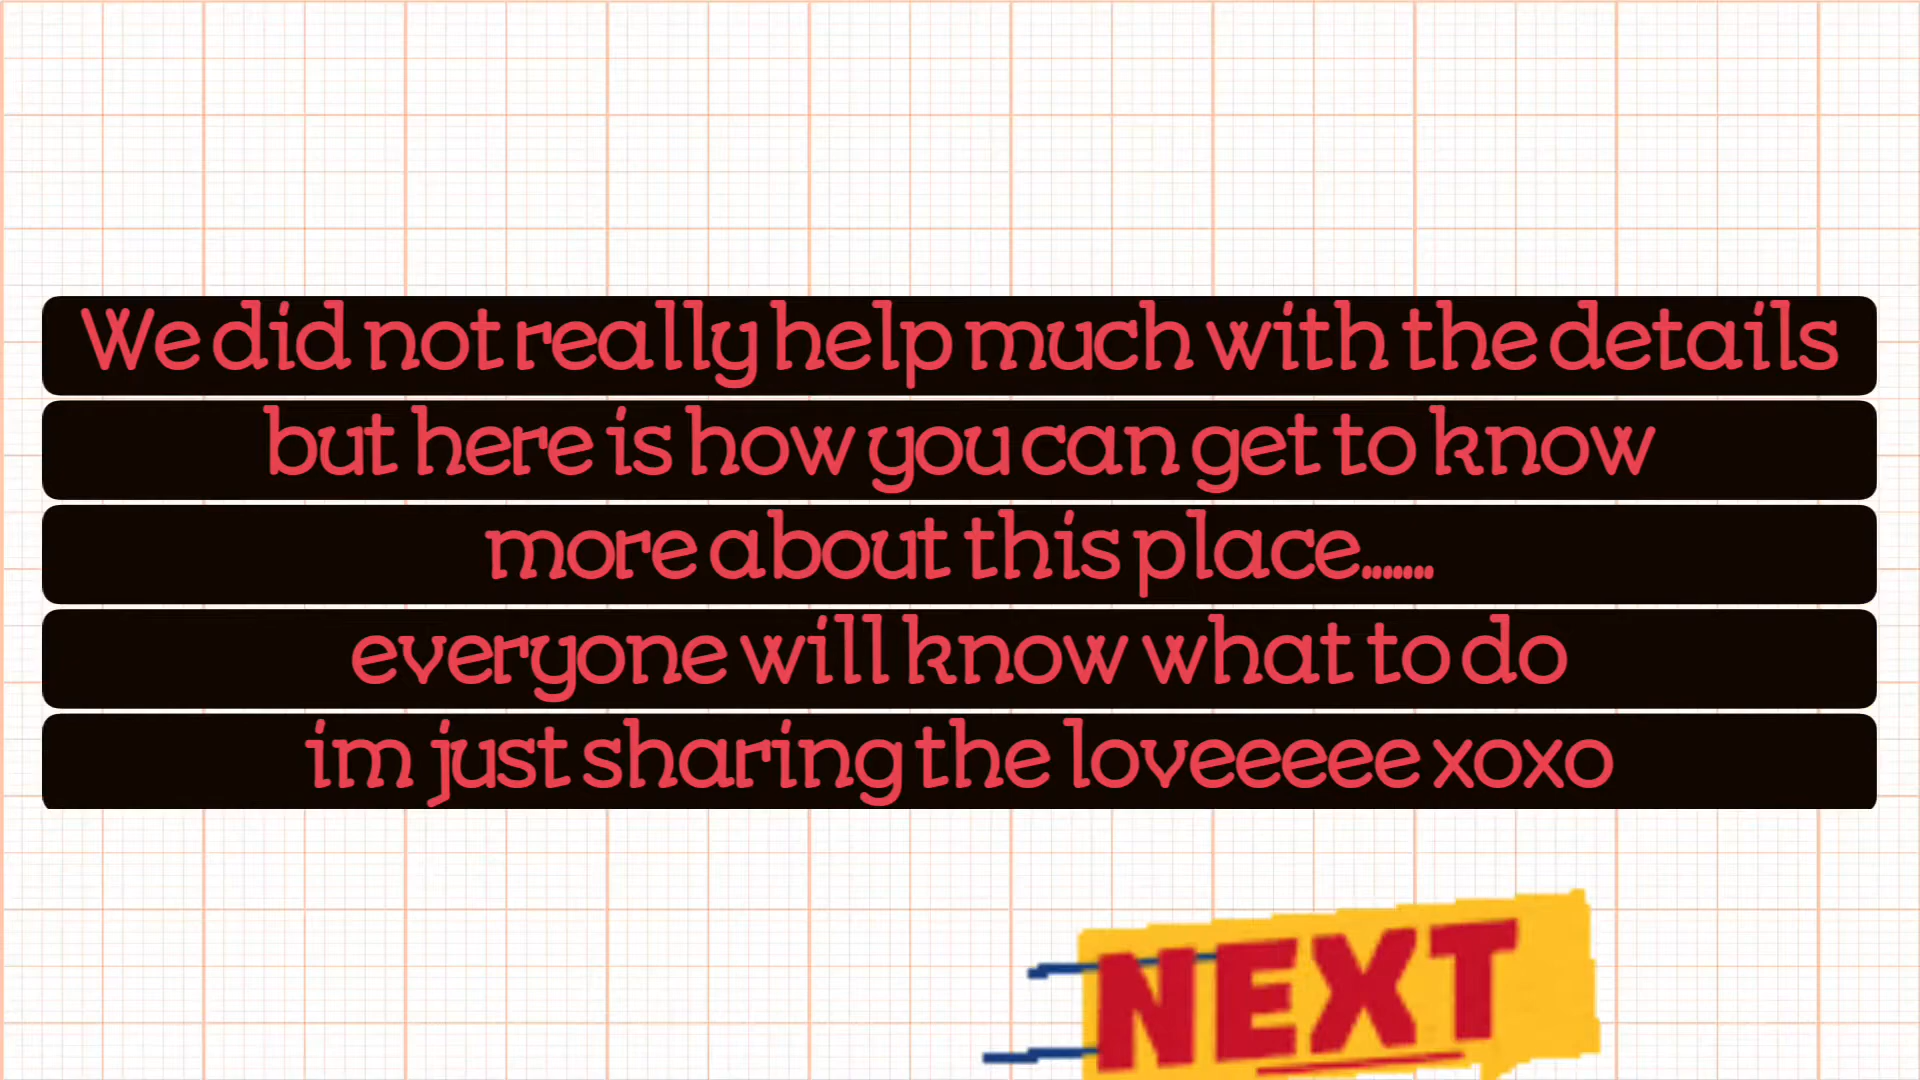 We did not really help much with the details
but here is how you can get to know
more about this place.......
everyone will know what to do
im just sharing the loveeeee xoxo
NEXT